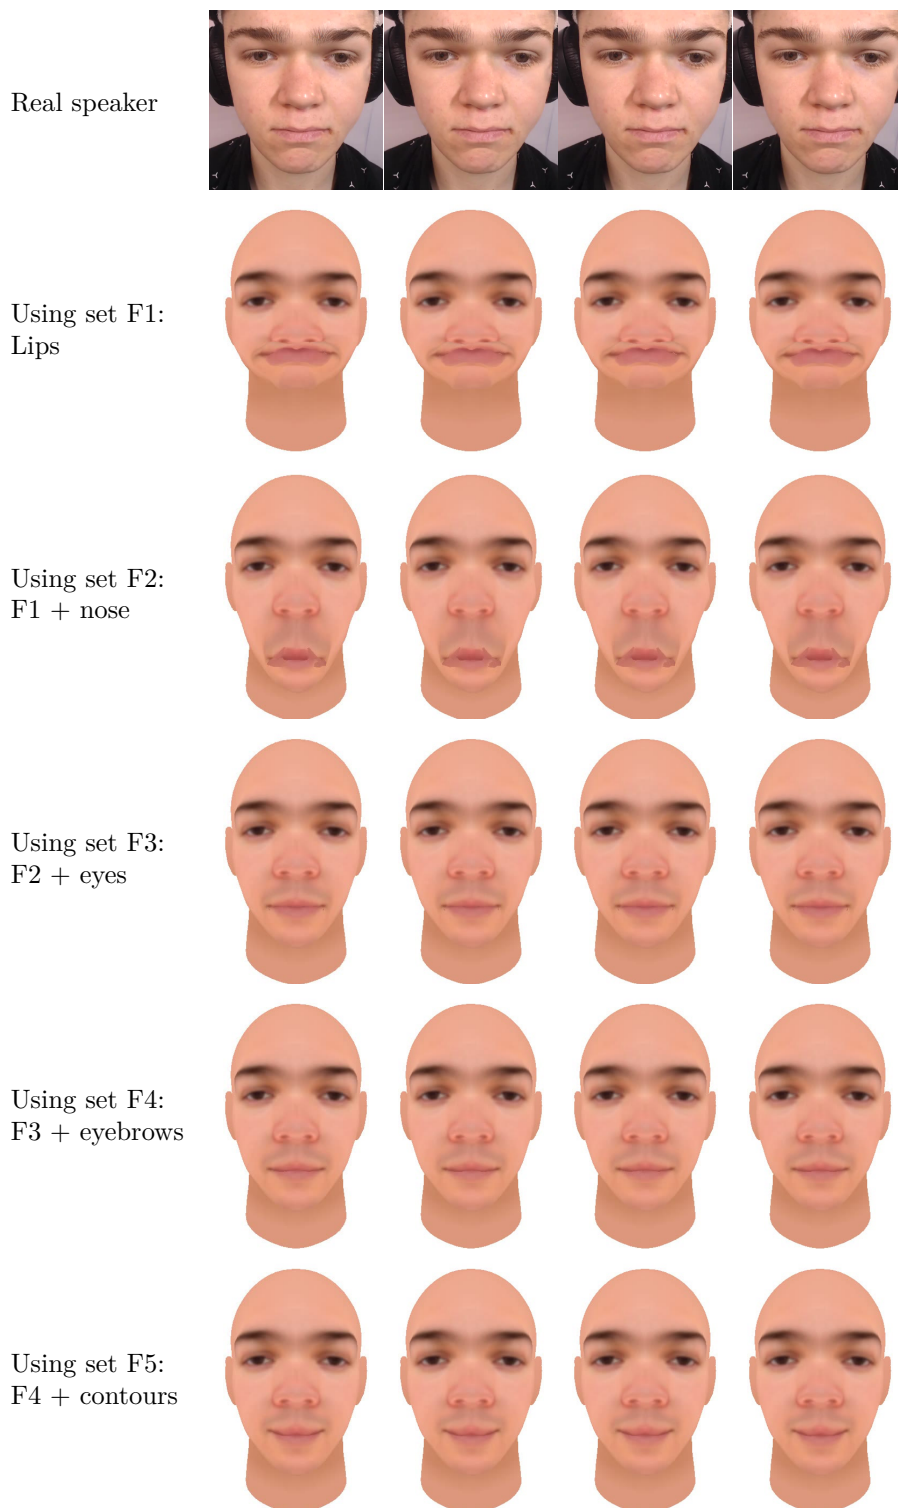 Real speaker
Using set F1:
Lips
Using set F2:
F1 + nose
Using set F3:
F2 + eyes
Using set F4:
F3 + eyebrows
Using set F5:
F4 + contours